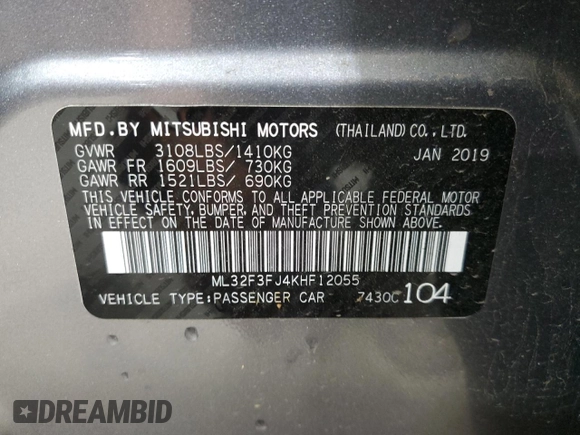 MFD.BY MITSUBISHI MOTORS (THAILAND)CO.,LTD.
GVWR 3108LBS/1410KG JAN 2019
GAWR FR 1609LBS/ 730KG
GAWR RR 1521LBS/ 690KG
THIS VEHICLE CONFORMS TO ALL APPLICABLE FEDERAL MOTOR
VEHICLE SAFETY, BUMPER, AND THEFT PREVENTION STANDARDS
IN EFFECT ON THE DATE OF MANUFACTURE SHOWN ABOVE.
ML32F3FJ4KHF12055
VEHICLE TYPE:PASSENGER CAR 7430C 104
DREAMBID
dreambid.com